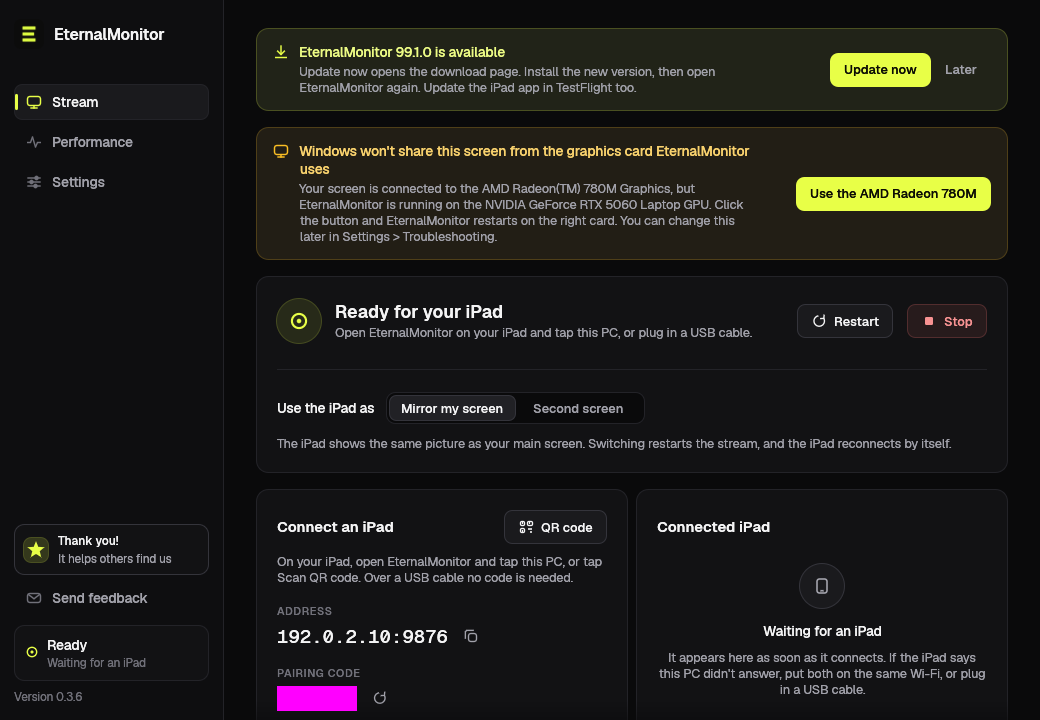 EternalMonitor
Stream
Performance
Settings
Thank you!
It helps others find us
Send feedback
Ready
Waiting for an iPad
Version 0.3.6
EternalMonitor 99.1.0 is available
Update now opens the download page. Install the new version, then open
EternalMonitor again. Update the iPad app in TestFlight too.
Update now
Later
Windows won't share this screen from the graphics card EternalMonitor
uses
Your screen is connected to the AMD Radeon(TM) 780M Graphics, but
EternalMonitor is running on the NVIDIA GeForce RTX 5060 Laptop GPU. Click
the button and EternalMonitor restarts on the right card. You can change
later in Settings > Troubleshooting.
Use the AMD Radeon 780M
Ready for your iPad
Open EternalMonitor on your iPad and tap this PC, or plug in a USB cable.
Restart
Stop
Use the iPad as
Mirror my screen
Second screen
The iPad shows the same picture as your main screen. Switching restarts the stream, and the iPad reconnects by itself.
Connect an iPad
QR code
On your iPad, open EternalMonitor and tap this PC, or tap
Scan QR code. Over a USB cable no code is needed.
ADDRESS
192.0.2.10:9876
PAIRING CODE
Connected iPad
Waiting for an iPad
It appears here as soon as it connects. If the iPad says
this PC didn't answer, put both on the same Wi-Fi, or plug
in a USB cable.